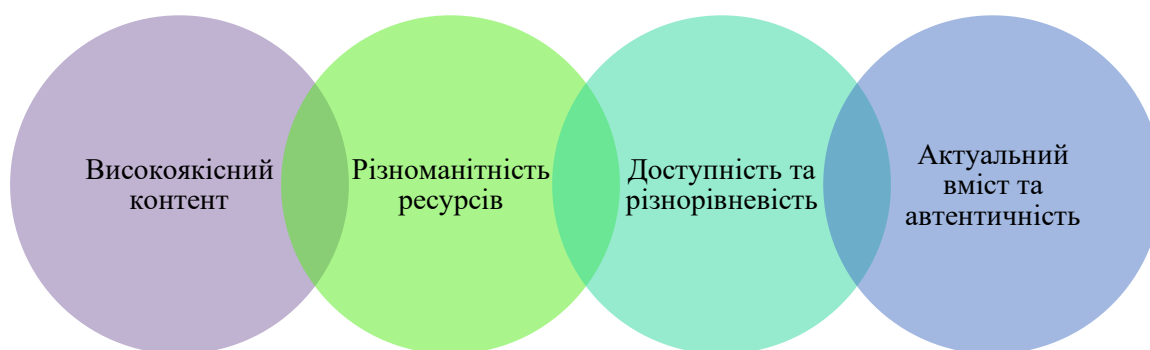 Високоякісний
контент
Різноманітність
ресурсів
Доступність та
різнорівневість
Актуальний
вміст та
автентичність